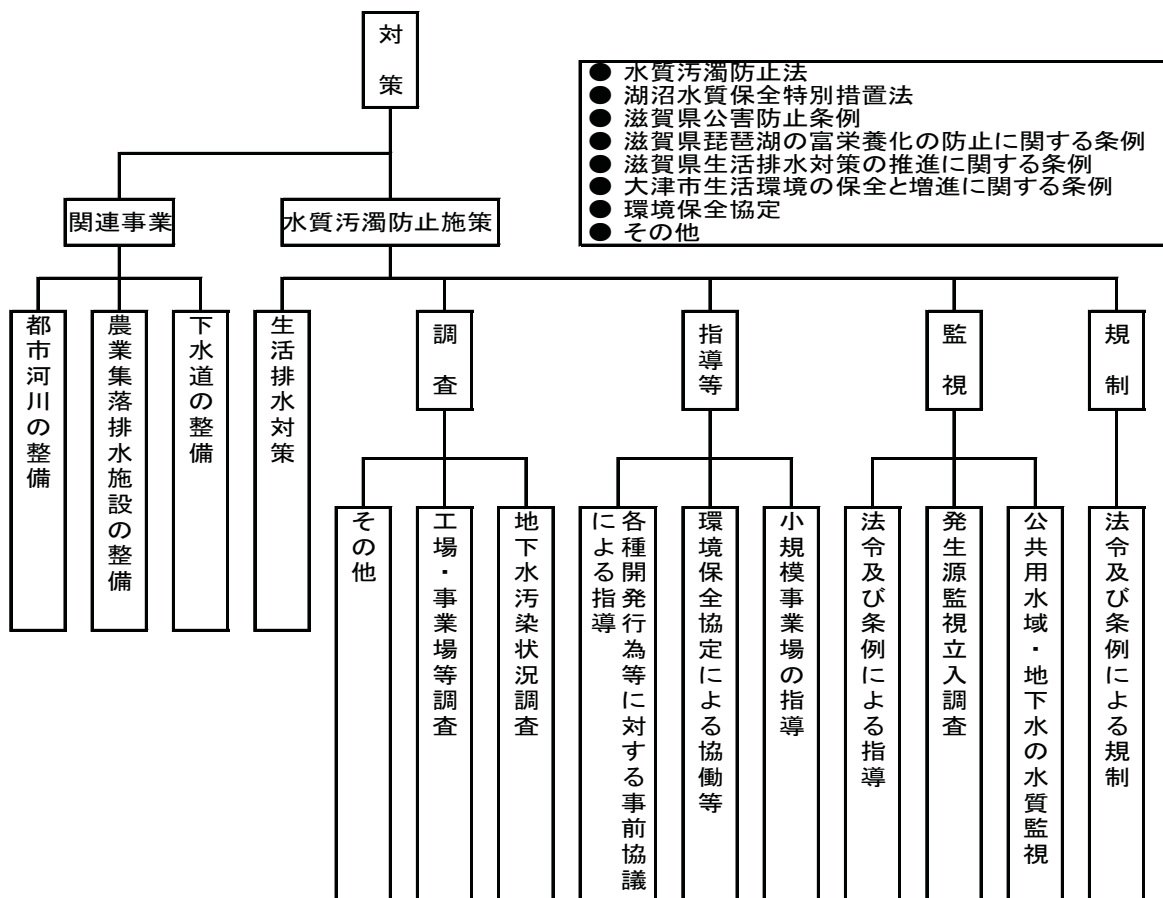 対策
● 水質汚濁防止法
● 湖沼水質保全特別措置法
● 滋賀県公害防止条例
● 滋賀県琵琶湖の富栄養化の防止に関する条例
● 滋賀県生活排水対策の推進に関する条例
● 大津市生活環境の保全と増進に関する条例
● 環境保全協定
● その他
関連事業
水質汚濁防止施策
都市河川の整備
農業集落排水施設の整備
下水道の整備
生活排水対策
調査
指導等
監視
規制
その他
工場・事業場等調査
地下水汚染状況調査
各種開発行為等に対する事前協議
による指導
環境保全協定による協働等
小規模事業場の指導
法令及び条例による指導
発生源監視立入調査
公共用水域・地下水の水質監視
法令及び条例による規制